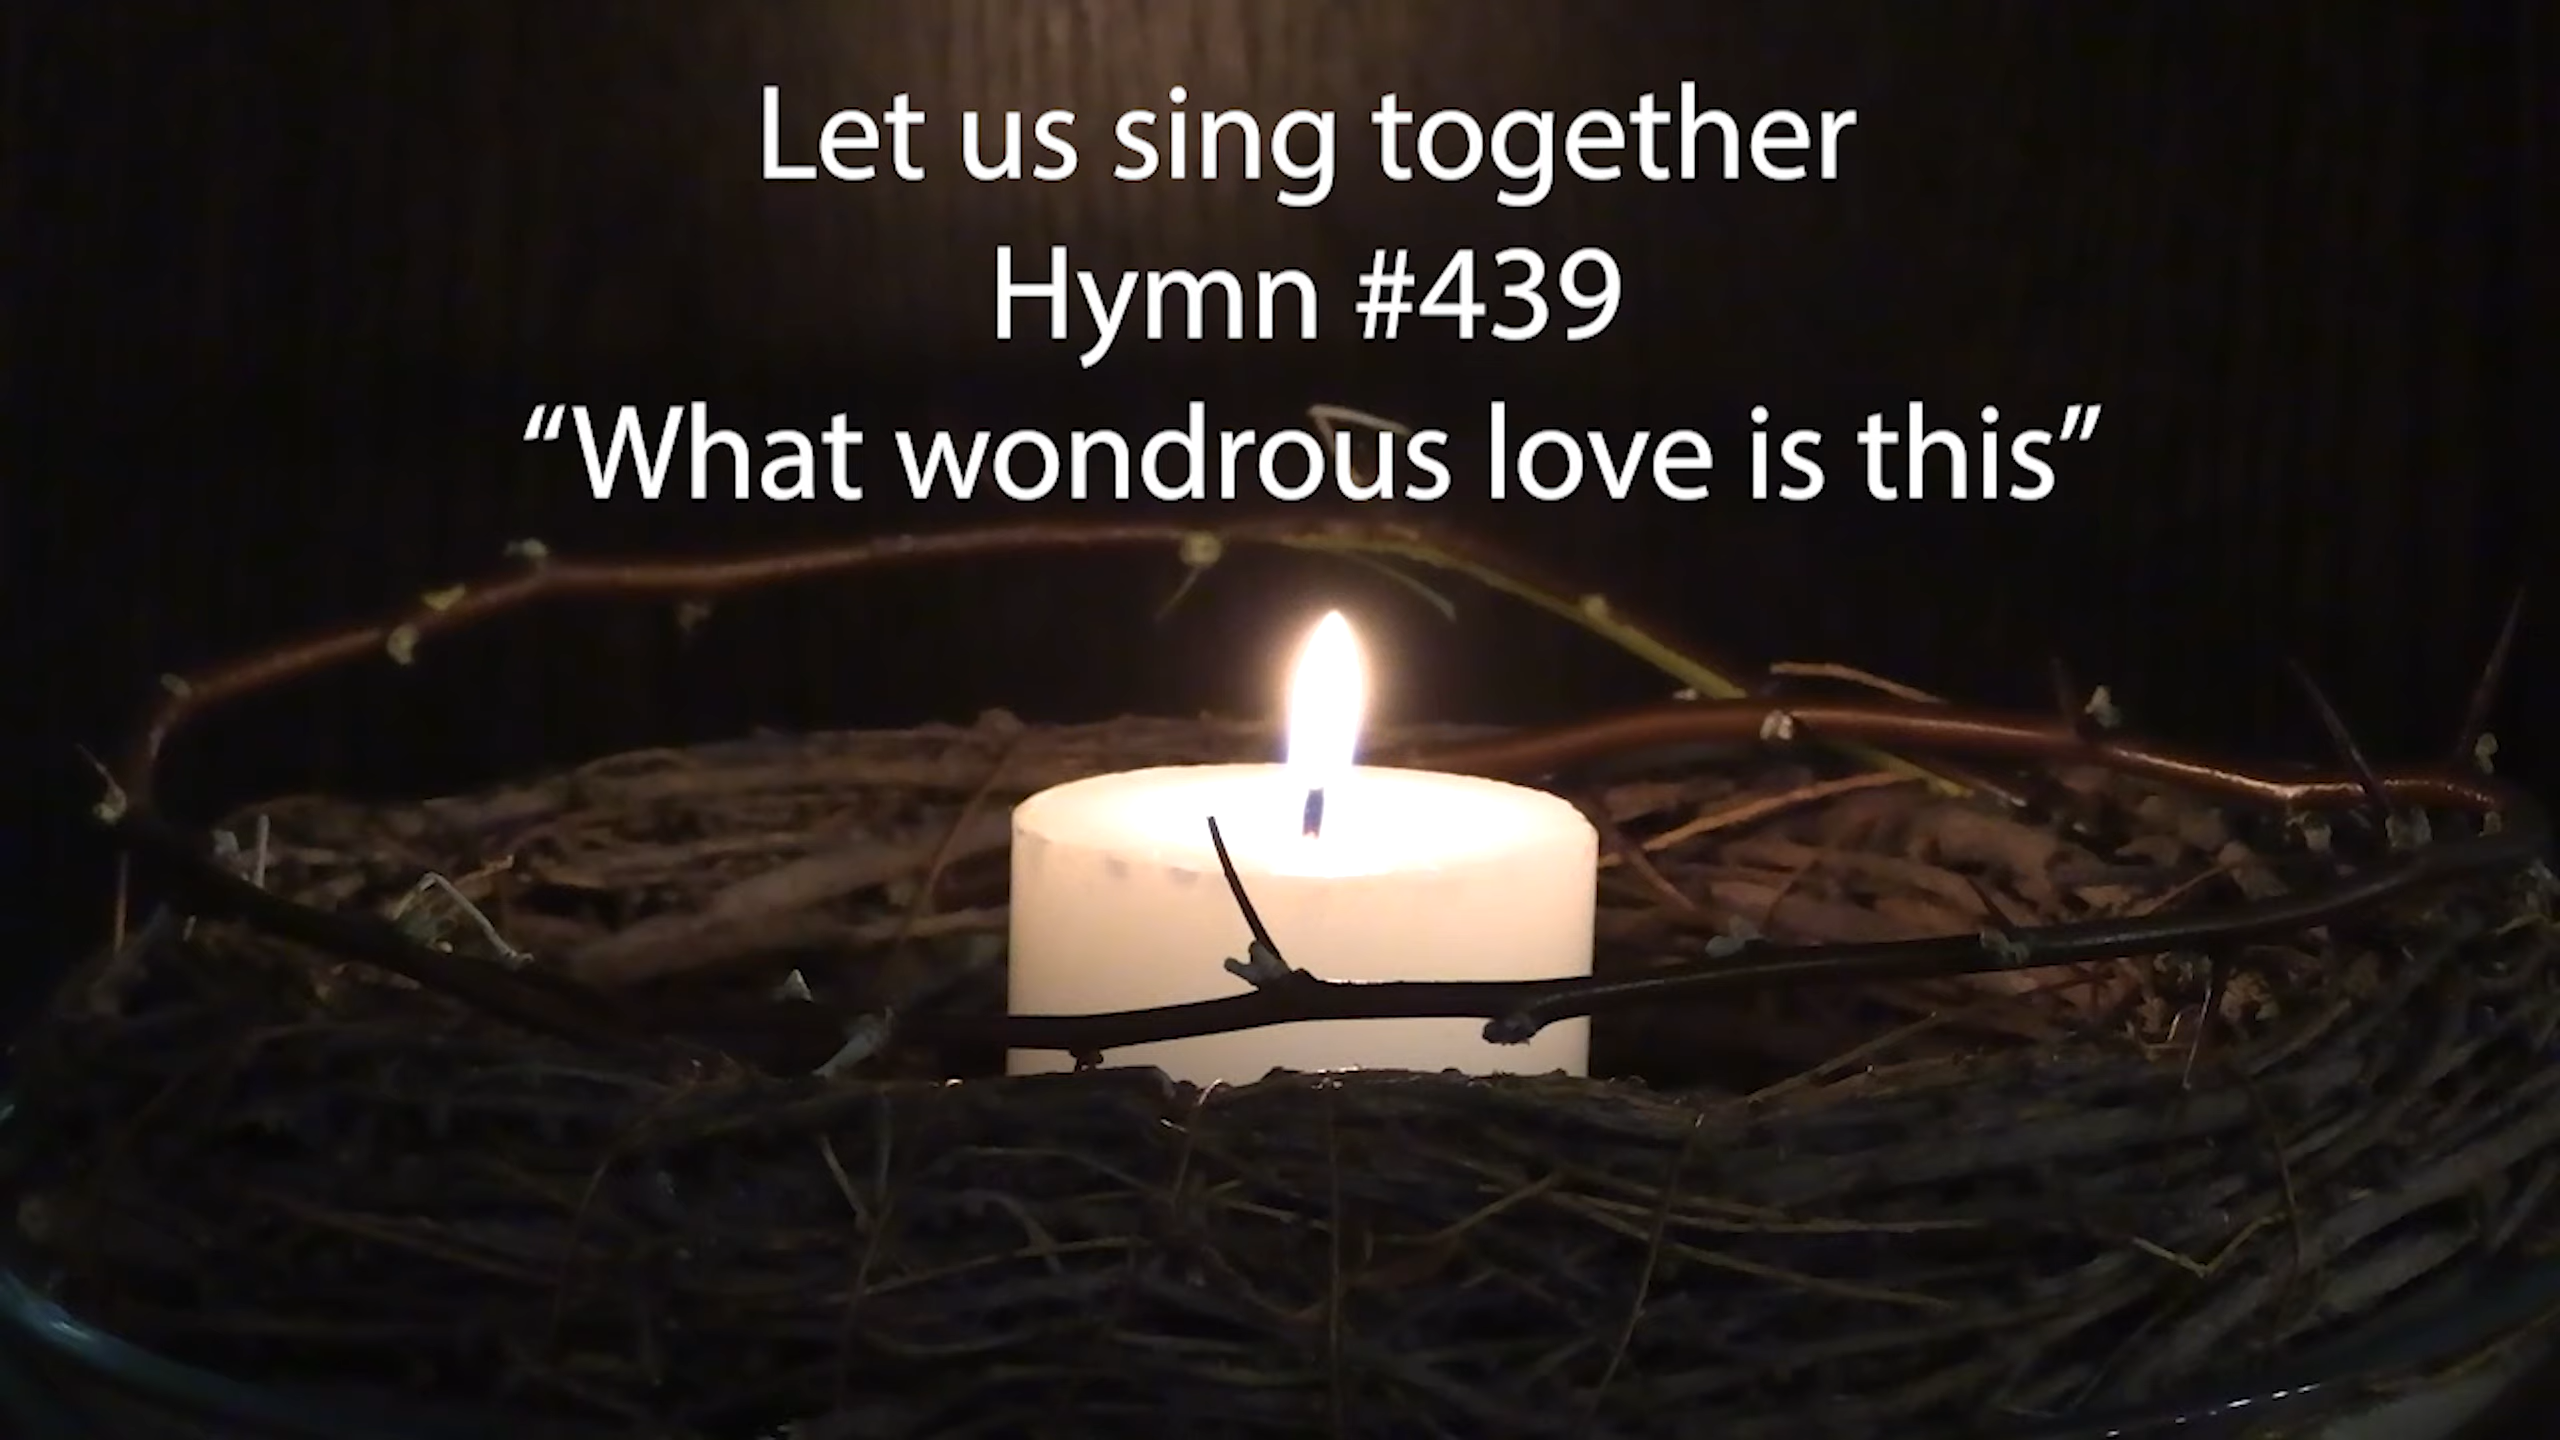 Let us sing together
Hymn #439
“What wondrous love is this”